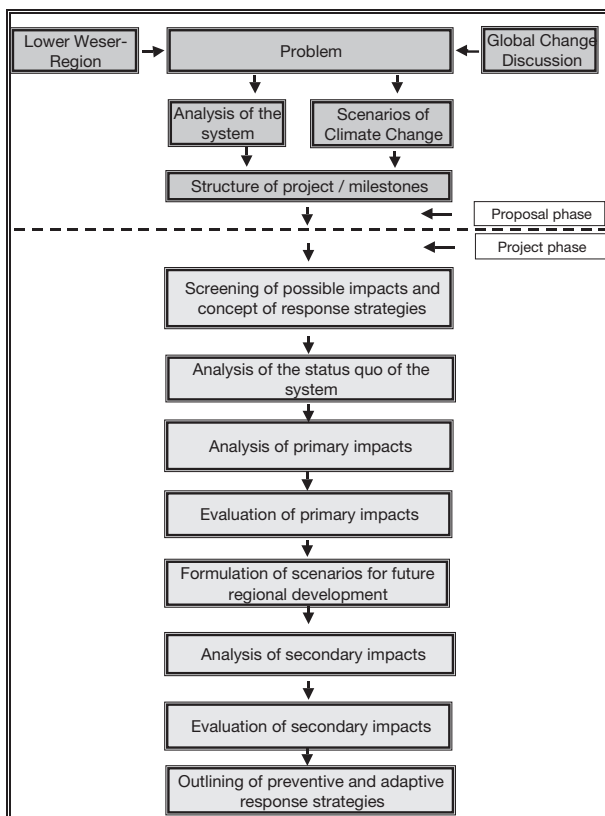 Lower Weser-
Region
Problem
Global Change
Discussion
Analysis of the
system
Scenarios of
Climate Change
Structure of project / milestones
Proposal phase
Project phase
Screening of possible impacts and
concept of response strategies
Analysis of the status quo of the
system
Analysis of primary impacts
Evaluation of primary impacts
Formulation of scenarios for future
regional development
Analysis of secondary impacts
Evaluation of secondary impacts
Outlining of preventive and adaptive
response strategies